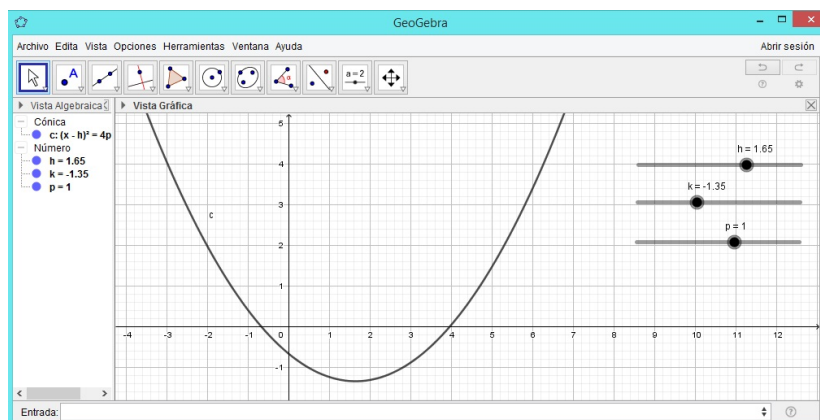 GeoGebra
Archivo Edita Vista Opciones Herramientas Ventana Ayuda
Abrir sesión
A
α
a=2
Vista Algebraica
Vista Gráfica
Cónica
c: (x - h)² = 4p
Número
h = 1.65
k = -1.35
p = 1
5
4
3
2
1
-1
-4 -3 -2 -1 0 1 2 3 4 5 6 7 8 9 10 11 12
c
h = 1.65
k = -1.35
p = 1
Entrada: